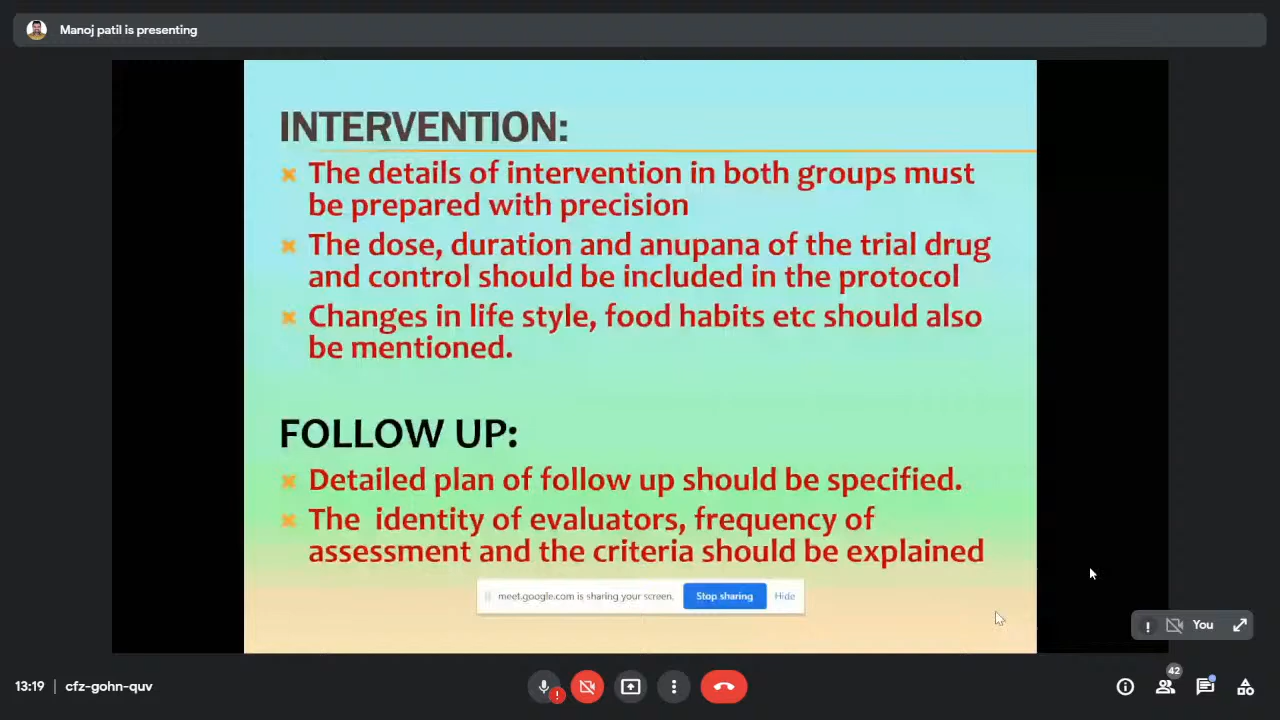 Manoj patil is presenting
INTERVENTION:
The details of intervention in both groups must
be prepared with precision
The dose, duration and anupana of the trial drug
and control should be included in the protocol
Changes in life style, food habits etc should also
be mentioned.
FOLLOW UP:
Detailed plan of follow up should be specified.
The identity of evaluators, frequency of
assessment and the criteria should be explained
meet.google.com is sharing your screen. Stop sharing Hide
You
13:19 | cfz-gohn-quv
42